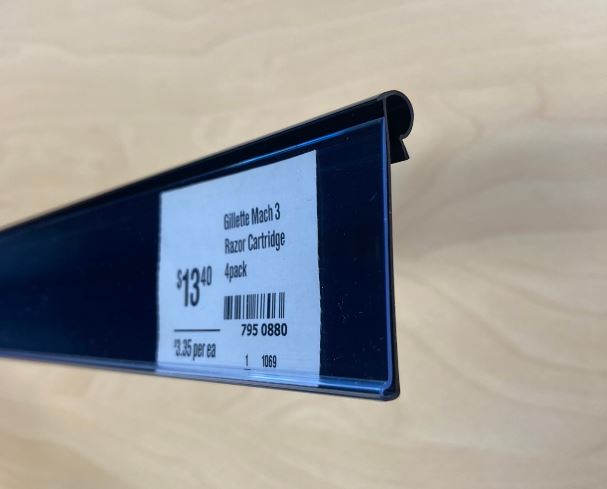 Gillette Mach 3
Razor Cartridge
4pack
$13 40
$3.35 per ea
795 0880
1 1069